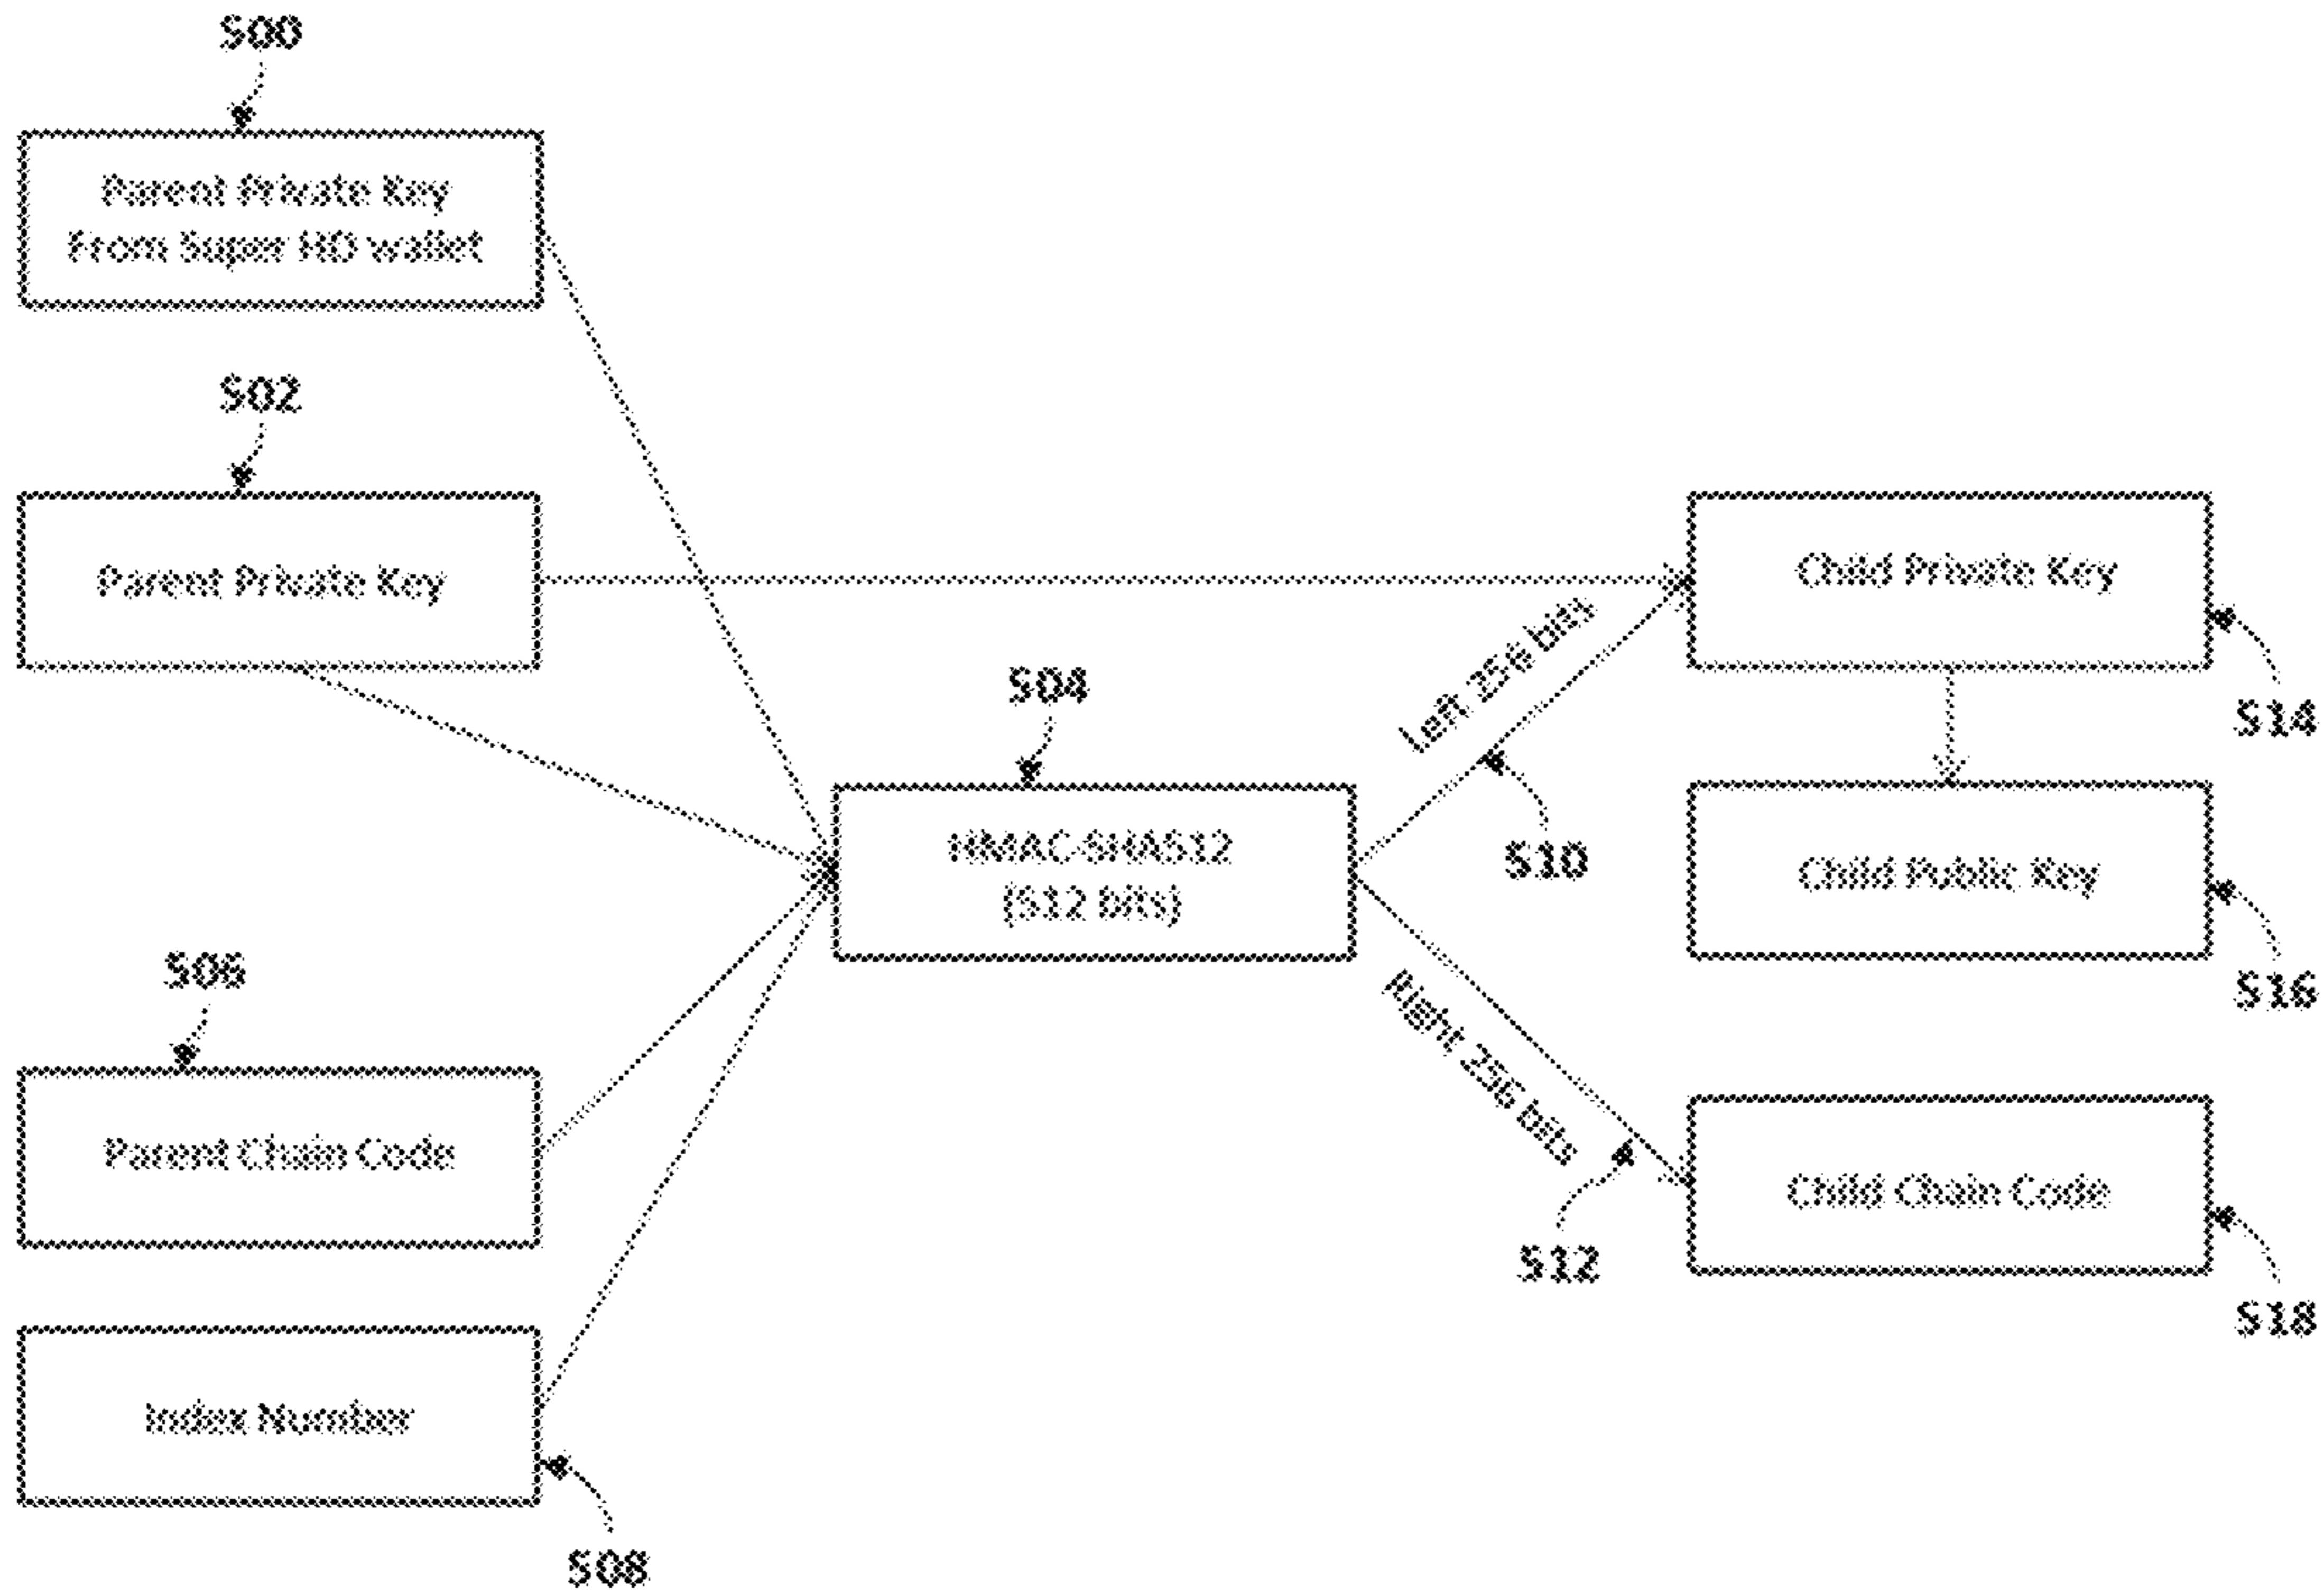 500
Parent Private Key
From Super HD wallet
502
Parent Private Key
Child Private Key
Left 256 bits
504
514
HMAC-SHA512
(512 bits)
510
Child Public Key
516
506
Right 256 bits
Parent Chain Code
Child Chain Code
512
518
Index Number
508